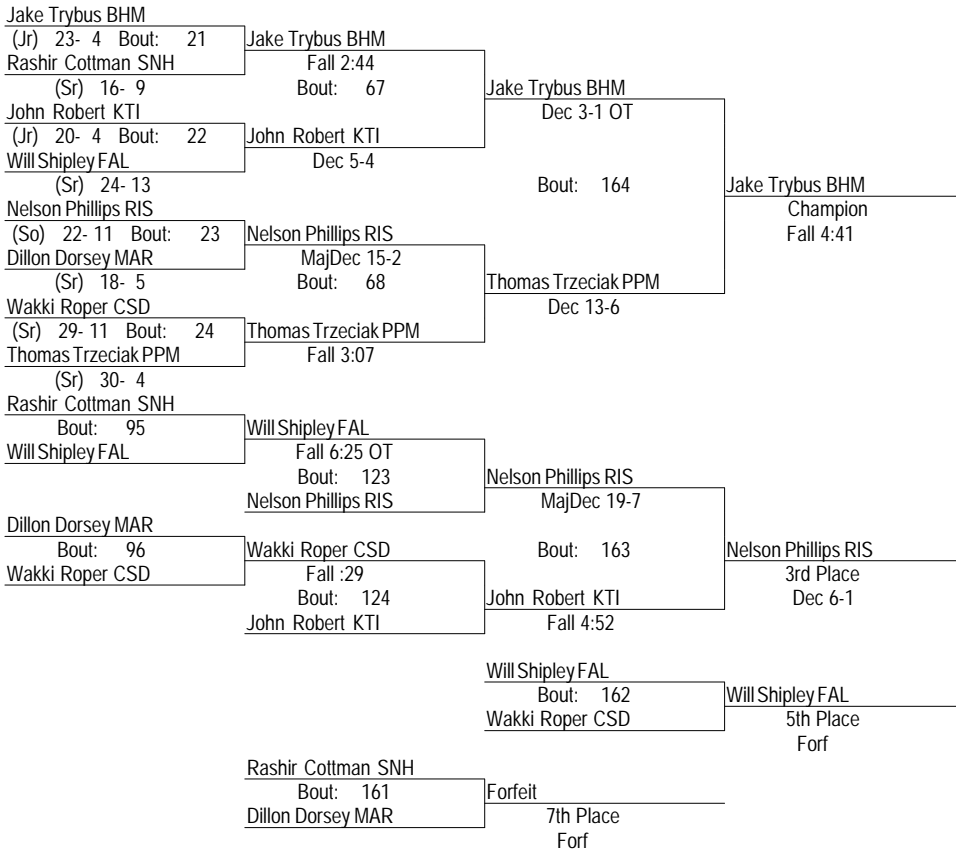 Jake Trybus BHM
(Jr) 23- 4 Bout: 21
Jake Trybus BHM
Rashir Cottman SNH
Fall 2:44
(Sr) 16- 9
Bout: 67
Jake Trybus BHM
John Robert KTI
Dec 3-1 OT
(Jr) 20- 4 Bout: 22
John Robert KTI
Will Shipley FAL
Dec 5-4
(Sr) 24- 13
Bout: 164
Jake Trybus BHM
Nelson Phillips RIS
Champion
(So) 22- 11 Bout: 23
Nelson Phillips RIS
Fall 4:41
Dillon Dorsey MAR
MajDec 15-2
(Sr) 18- 5
Bout: 68
Thomas Trzeciak PPM
Wakki Roper CSD
Dec 13-6
(Sr) 29- 11 Bout: 24
Thomas Trzeciak PPM
Thomas Trzeciak PPM
Fall 3:07
(Sr) 30- 4
Rashir Cottman SNH
Bout: 95
Will Shipley FAL
Will Shipley FAL
Fall 6:25 OT
Bout: 123
Nelson Phillips RIS
Nelson Phillips RIS
MajDec 19-7
Dillon Dorsey MAR
Bout: 96
Wakki Roper CSD
Bout: 163
Nelson Phillips RIS
Wakki Roper CSD
Fall :29
3rd Place
Bout: 124
John Robert KTI
Dec 6-1
John Robert KTI
Fall 4:52
Will Shipley FAL
Bout: 162
Will Shipley FAL
Wakki Roper CSD
5th Place
Forf
Rashir Cottman SNH
Bout: 161
Forfeit
Dillon Dorsey MAR
7th Place
Forf